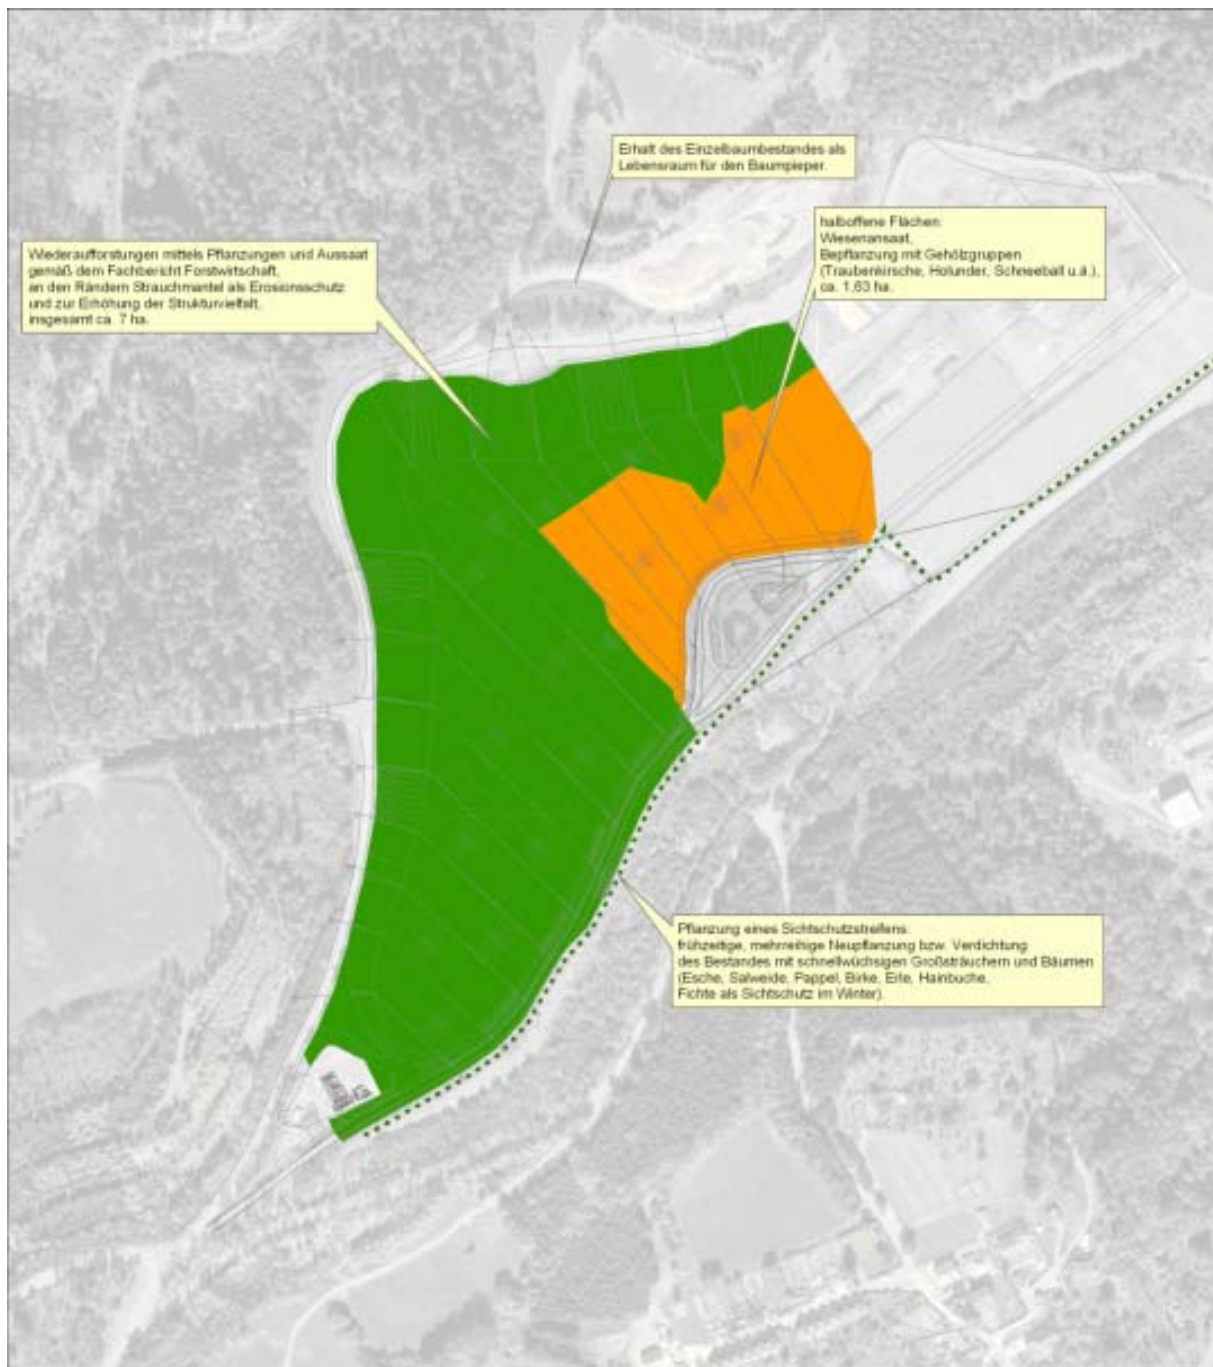 Erhalt des Einzelbaumbestandes als
Lebensraum für den Baumpieper.
halboffene Flächen:
Wiesenansaat,
Bepflanzung mit Gehölzgruppen
(Traubenkirsche, Holunder, Schneeball u.ä.),
ca. 1,63 ha.
Wiederaufforstungen mittels Pflanzungen und Aussaat
gemäß dem Fachbericht Forstwirtschaft,
an den Rändern Strauchmantel als Erosionsschutz
und zur Erhöhung der Strukturvielfalt,
insgesamt ca. 7 ha.
Pflanzung eines Sichtschutzstreifens.
frühzeitige, mehrreihige Neupflanzung bzw. Verdichtung
des Bestandes mit schnellwüchsigen Großsträuchern und Bäumen
(Esche, Salweide, Pappel, Birke, Erle, Hainbuche,
Fichte als Sichtschutz im Winter).